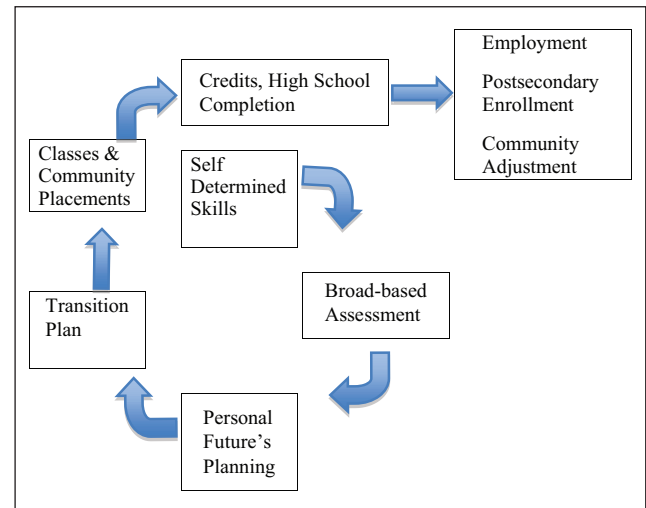 Credits, High School
Completion
Employment
Postsecondary
Enrollment
Community
Adjustment
Classes &
Community
Placements
Self
Determined
Skills
Transition
Plan
Broad-based
Assessment
Personal
Future's
Planning